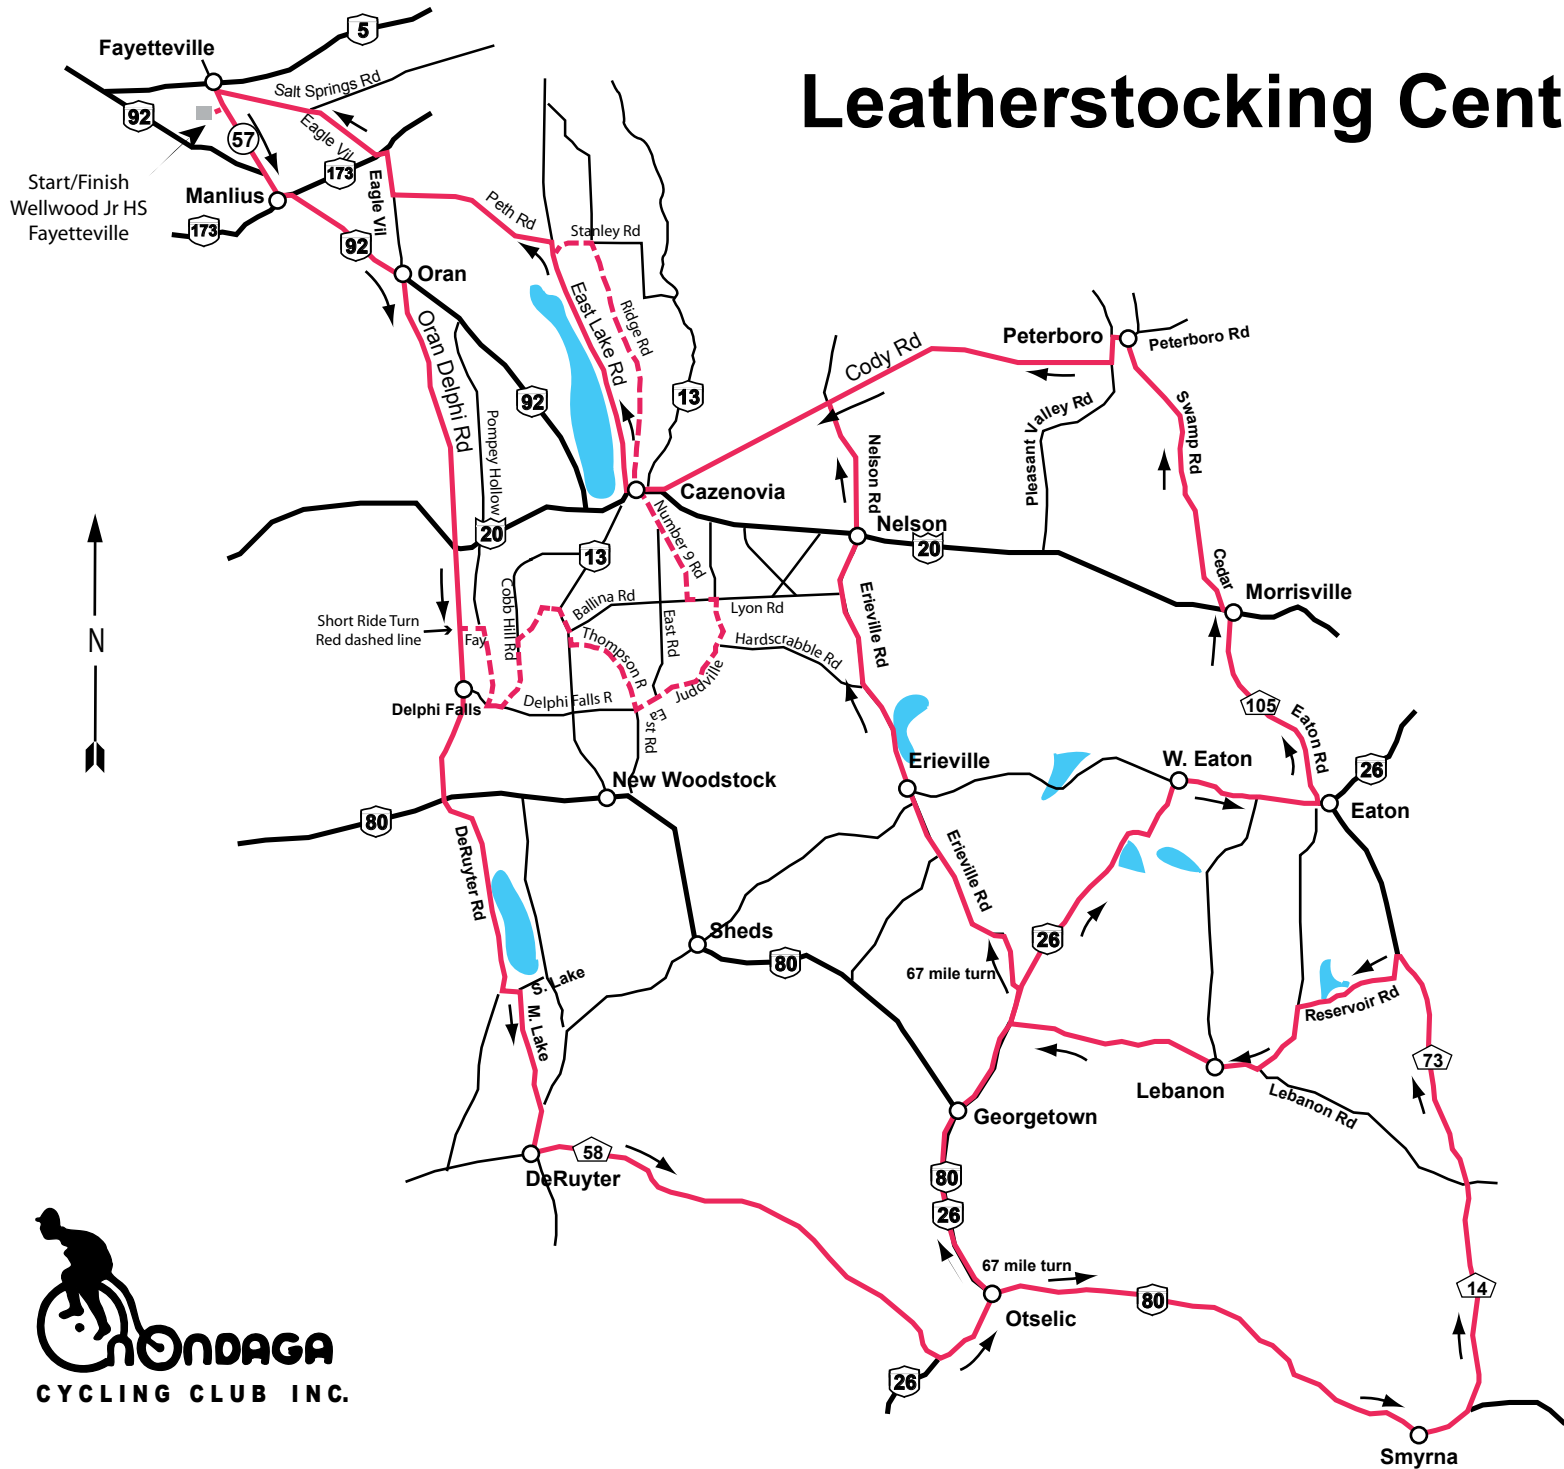 Leatherstocking Cent
5
Fayetteville
Salt Springs Rd
92
57
Eagle Vil
173
Start/Finish
Wellwood Jr HS
Fayetteville
Manlius
Eagle Vil
173
92
Peth Rd
Stanley Rd
Oran
East Lake Rd
Ridge Rd
Oran Delphi Rd
Peterboro
Peterboro Rd
Cody Rd
92
13
Swamp Rd
Pleasant Valley Rd
Pompey Hollow
Nelson Rd
Cazenovia
Number 9 Rd
Nelson
20
20
13
Cedar
Morrisville
Cobb Hill Rd
Ballina Rd
Lyon Rd
Erieville Rd
Short Ride Turn
Red dashed line
Fay
Thompson R
East Rd
Hardscrabble Rd
Juddville
N
Delphi Falls
Delphi Falls R
East Rd
105
Eaton Rd
Erieville
W. Eaton
26
New Woodstock
Eaton
80
DeRuyter Rd
Erieville Rd
Sheds
26
80
67 mile turn
S. Lake
M. Lake
Reservoir Rd
73
Lebanon
Lebanon Rd
Georgetown
58
DeRuyter
80
26
67 mile turn
14
80
Otselic
26
OnONDAGA
CYCLING CLUB INC.
Smyrna